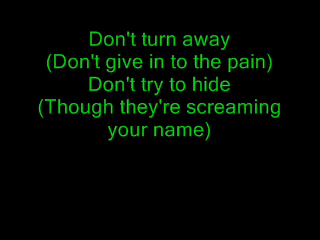 Don't turn away
(Don't give in to the pain)
Don't try to hide
(Though they're screaming
your name)